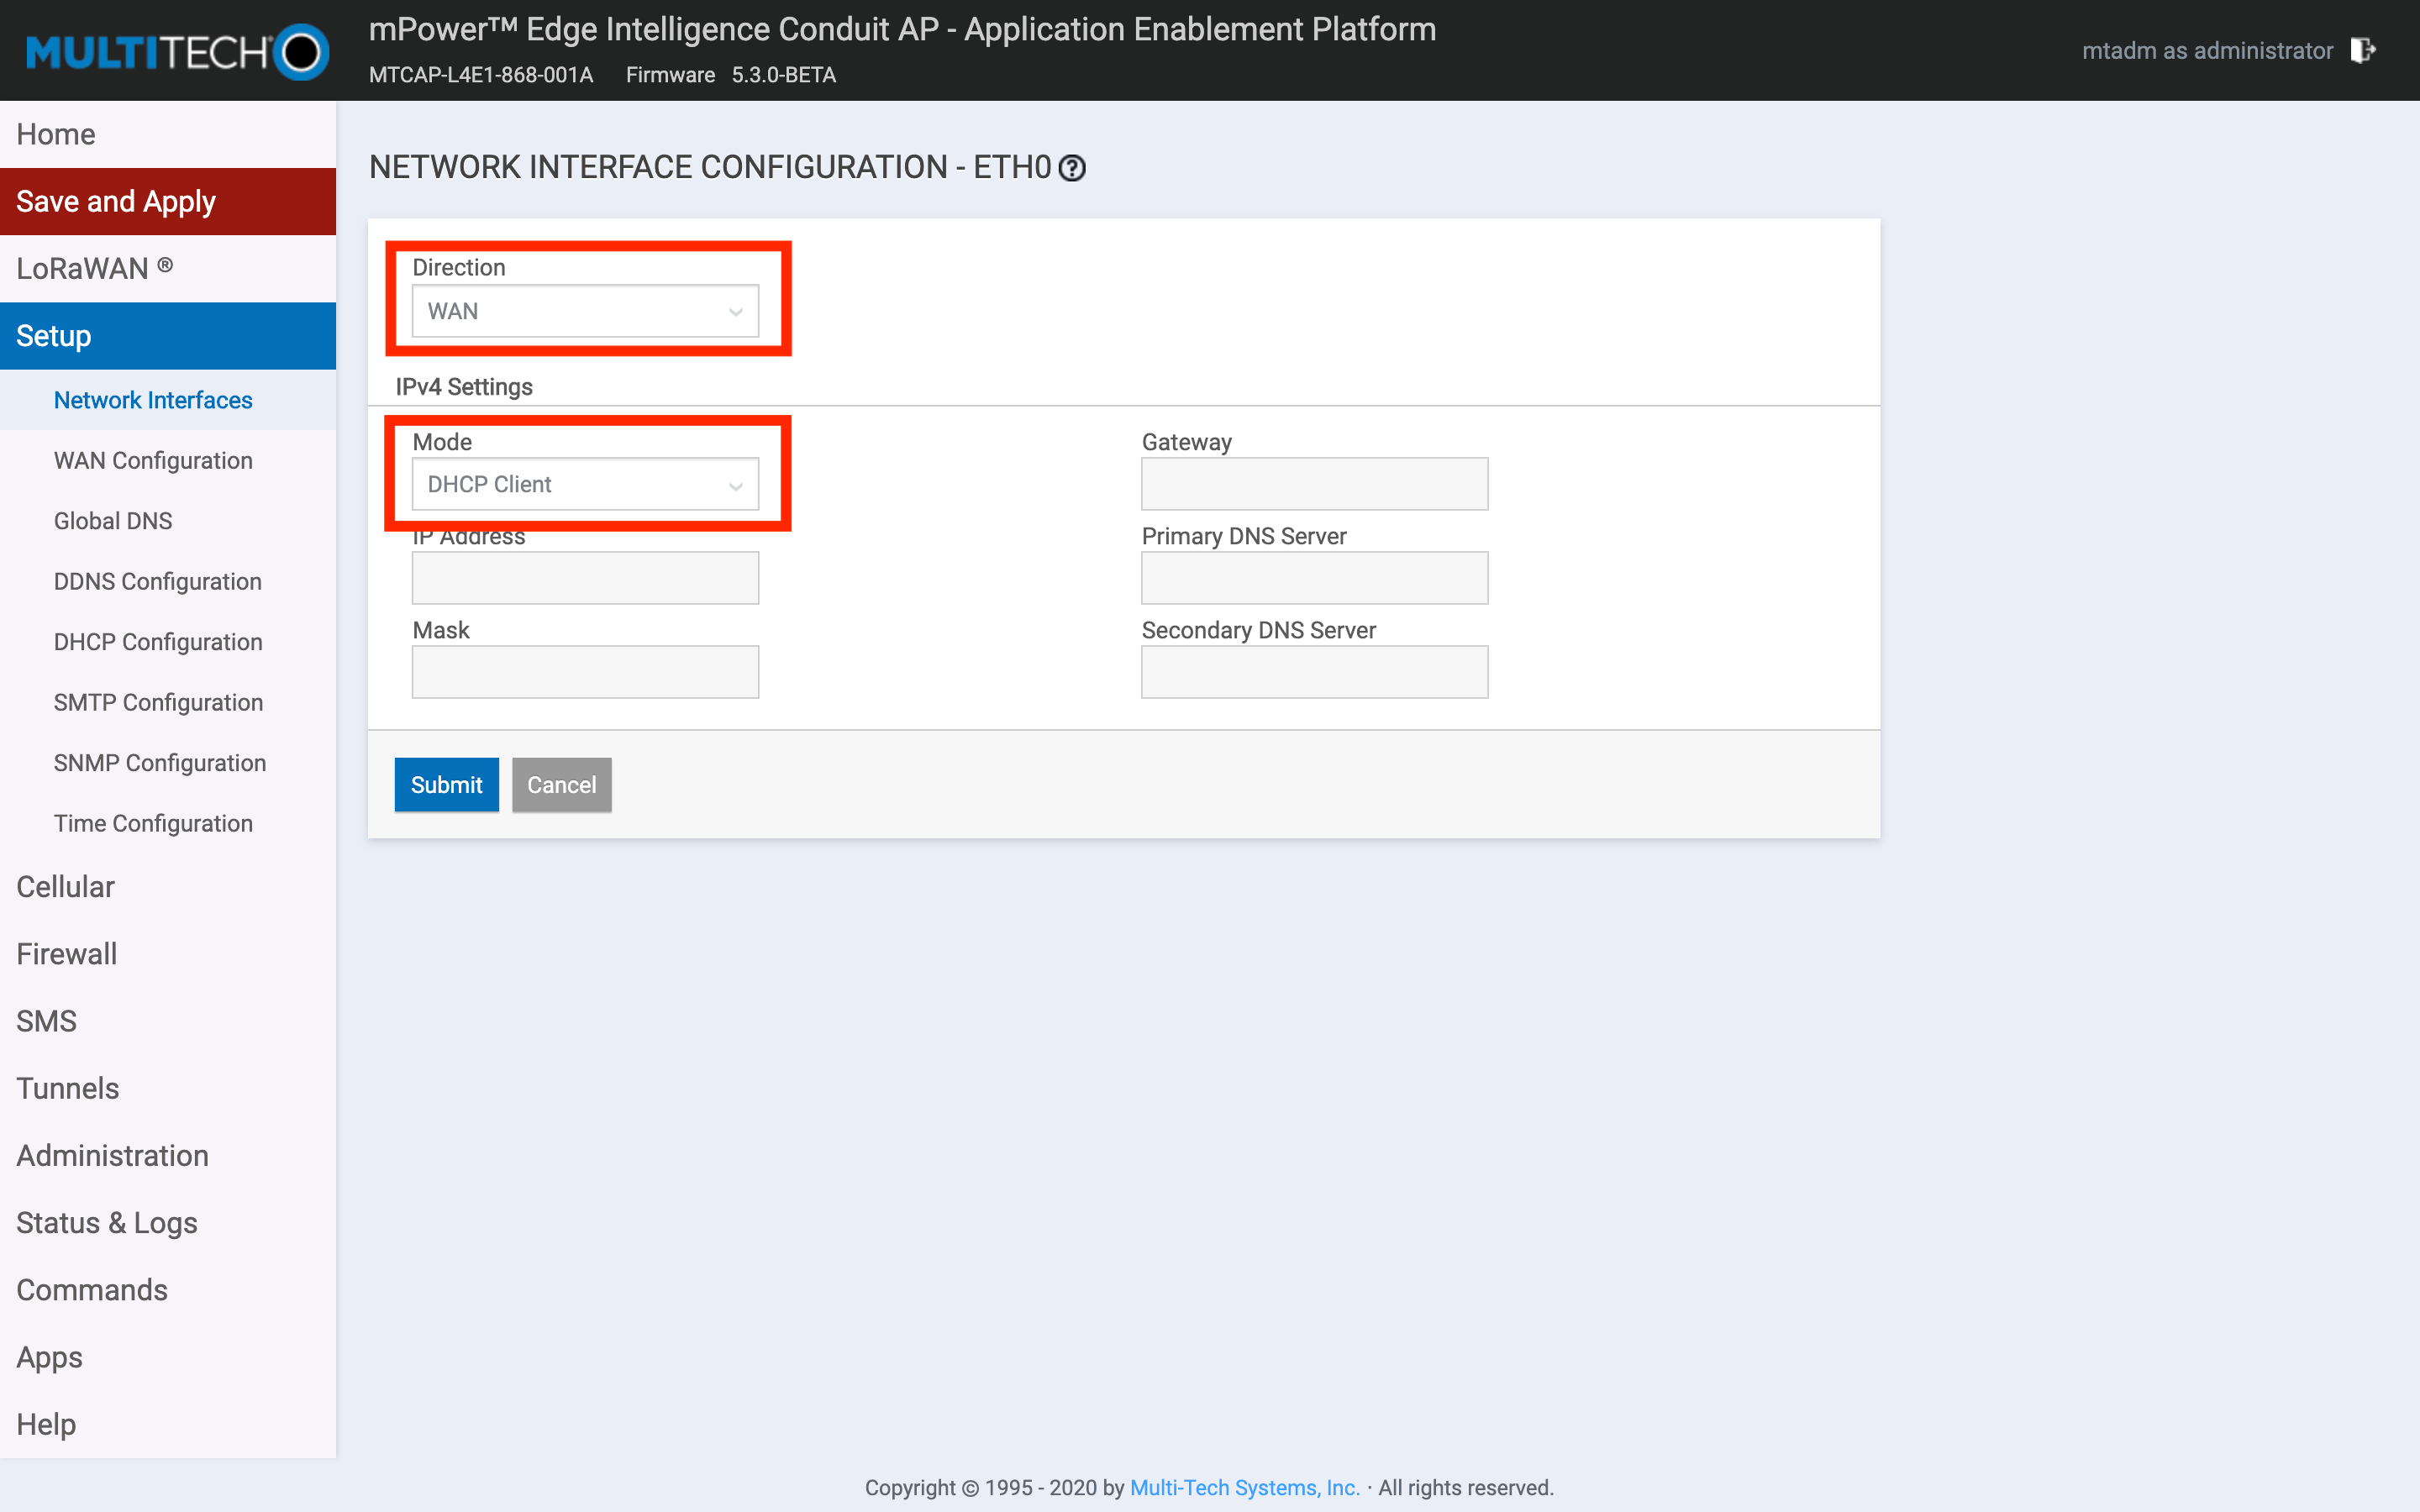 MULTITECH
mPower™ Edge Intelligence Conduit AP - Application Enablement Platform
MTCAP-L4E1-868-001A Firmware 5.3.0-BETA
mtadm as administrator
Home
Save and Apply
LoRaWAN ®
Setup
Network Interfaces
WAN Configuration
Global DNS
DDNS Configuration
DHCP Configuration
SMTP Configuration
SNMP Configuration
Time Configuration
Cellular
Firewall
SMS
Tunnels
Administration
Status & Logs
Commands
Apps
Help
NETWORK INTERFACE CONFIGURATION - ETH0 ?
Direction
WAN
IPv4 Settings
Mode
DHCP Client
IP Address
Mask
Gateway
Primary DNS Server
Secondary DNS Server
Submit Cancel
Copyright © 1995 - 2020 by Multi-Tech Systems, Inc. · All rights reserved.